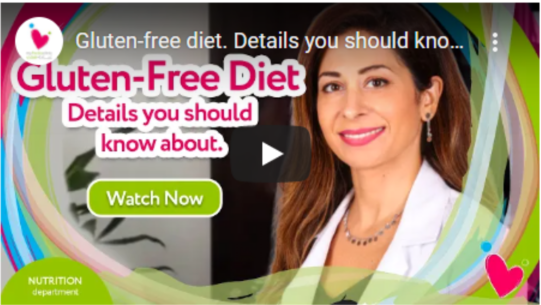 Gluten-free diet. Details you should kno...
Gluten-Free Diet
Details you should
know about.
Watch Now
NUTRITION
department